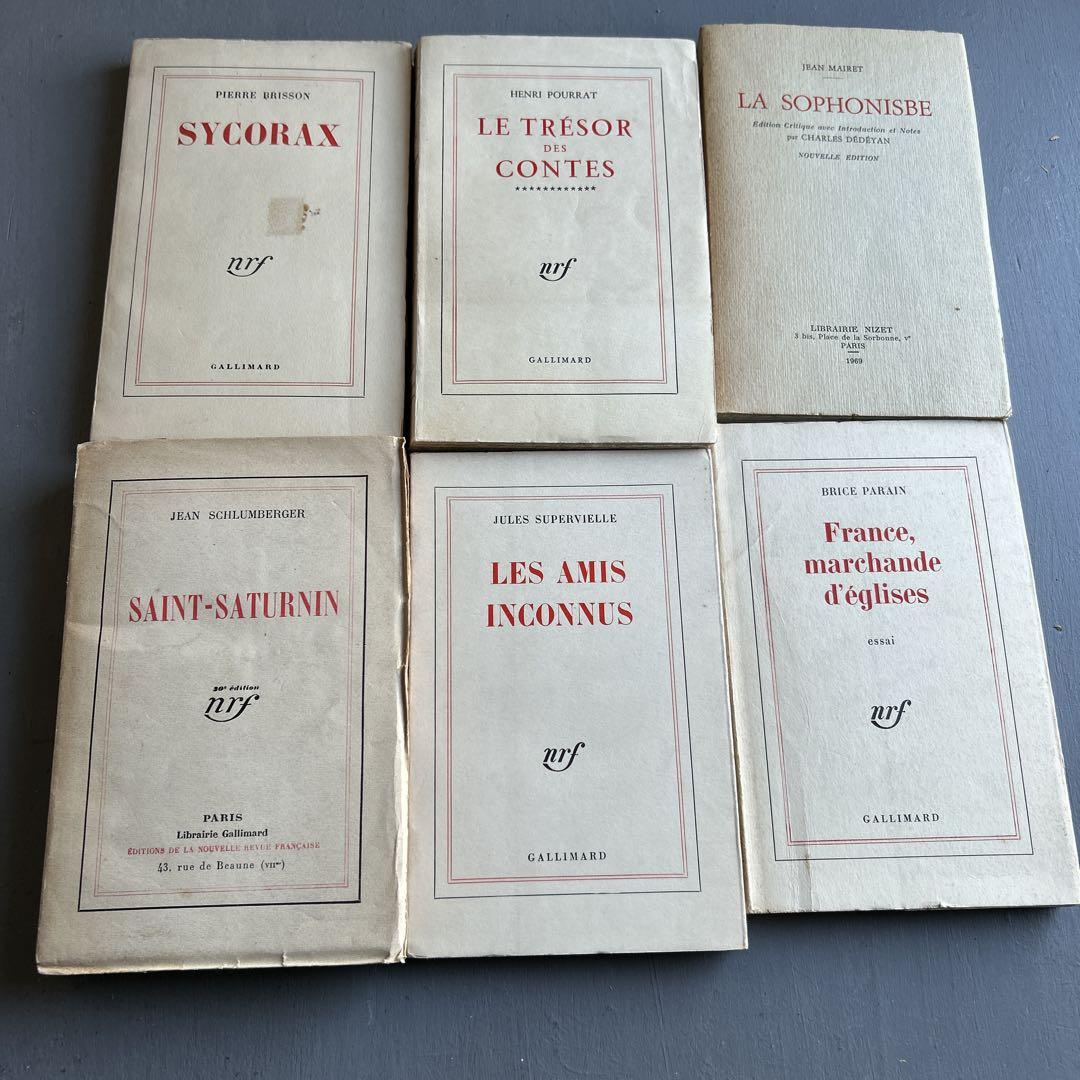 PIERRE BRISSON
SYCORAX
nrf
GALLIMARD
HENRI POURRAT
LE TRÉSOR
DES
CONTES
************
nrf
GALLIMARD
JEAN MAIRET
LA SOPHONISBE
Édition Critique avec Introduction et Notes
par CHARLES DÉDÉYAN
NOUVELLE ÉDITION
LIBRAIRIE NIZET
3 bis, Place de la Sorbonne, Vᵉ
PARIS
1969
JEAN SCHLUMBERGER
SAINT-SATURNIN
30ᵉ édition
nrf
PARIS
Librairie Gallimard
ÉDITIONS DE LA NOUVELLE REVUE FRANÇAISE
43, rue de Beaune (VIIᵐᵉ)
JULES SUPERVIELLE
LES AMIS
INCONNUS
nrf
GALLIMARD
BRICE PARAIN
France,
marchande
d'églises
essai
nrf
GALLIMARD